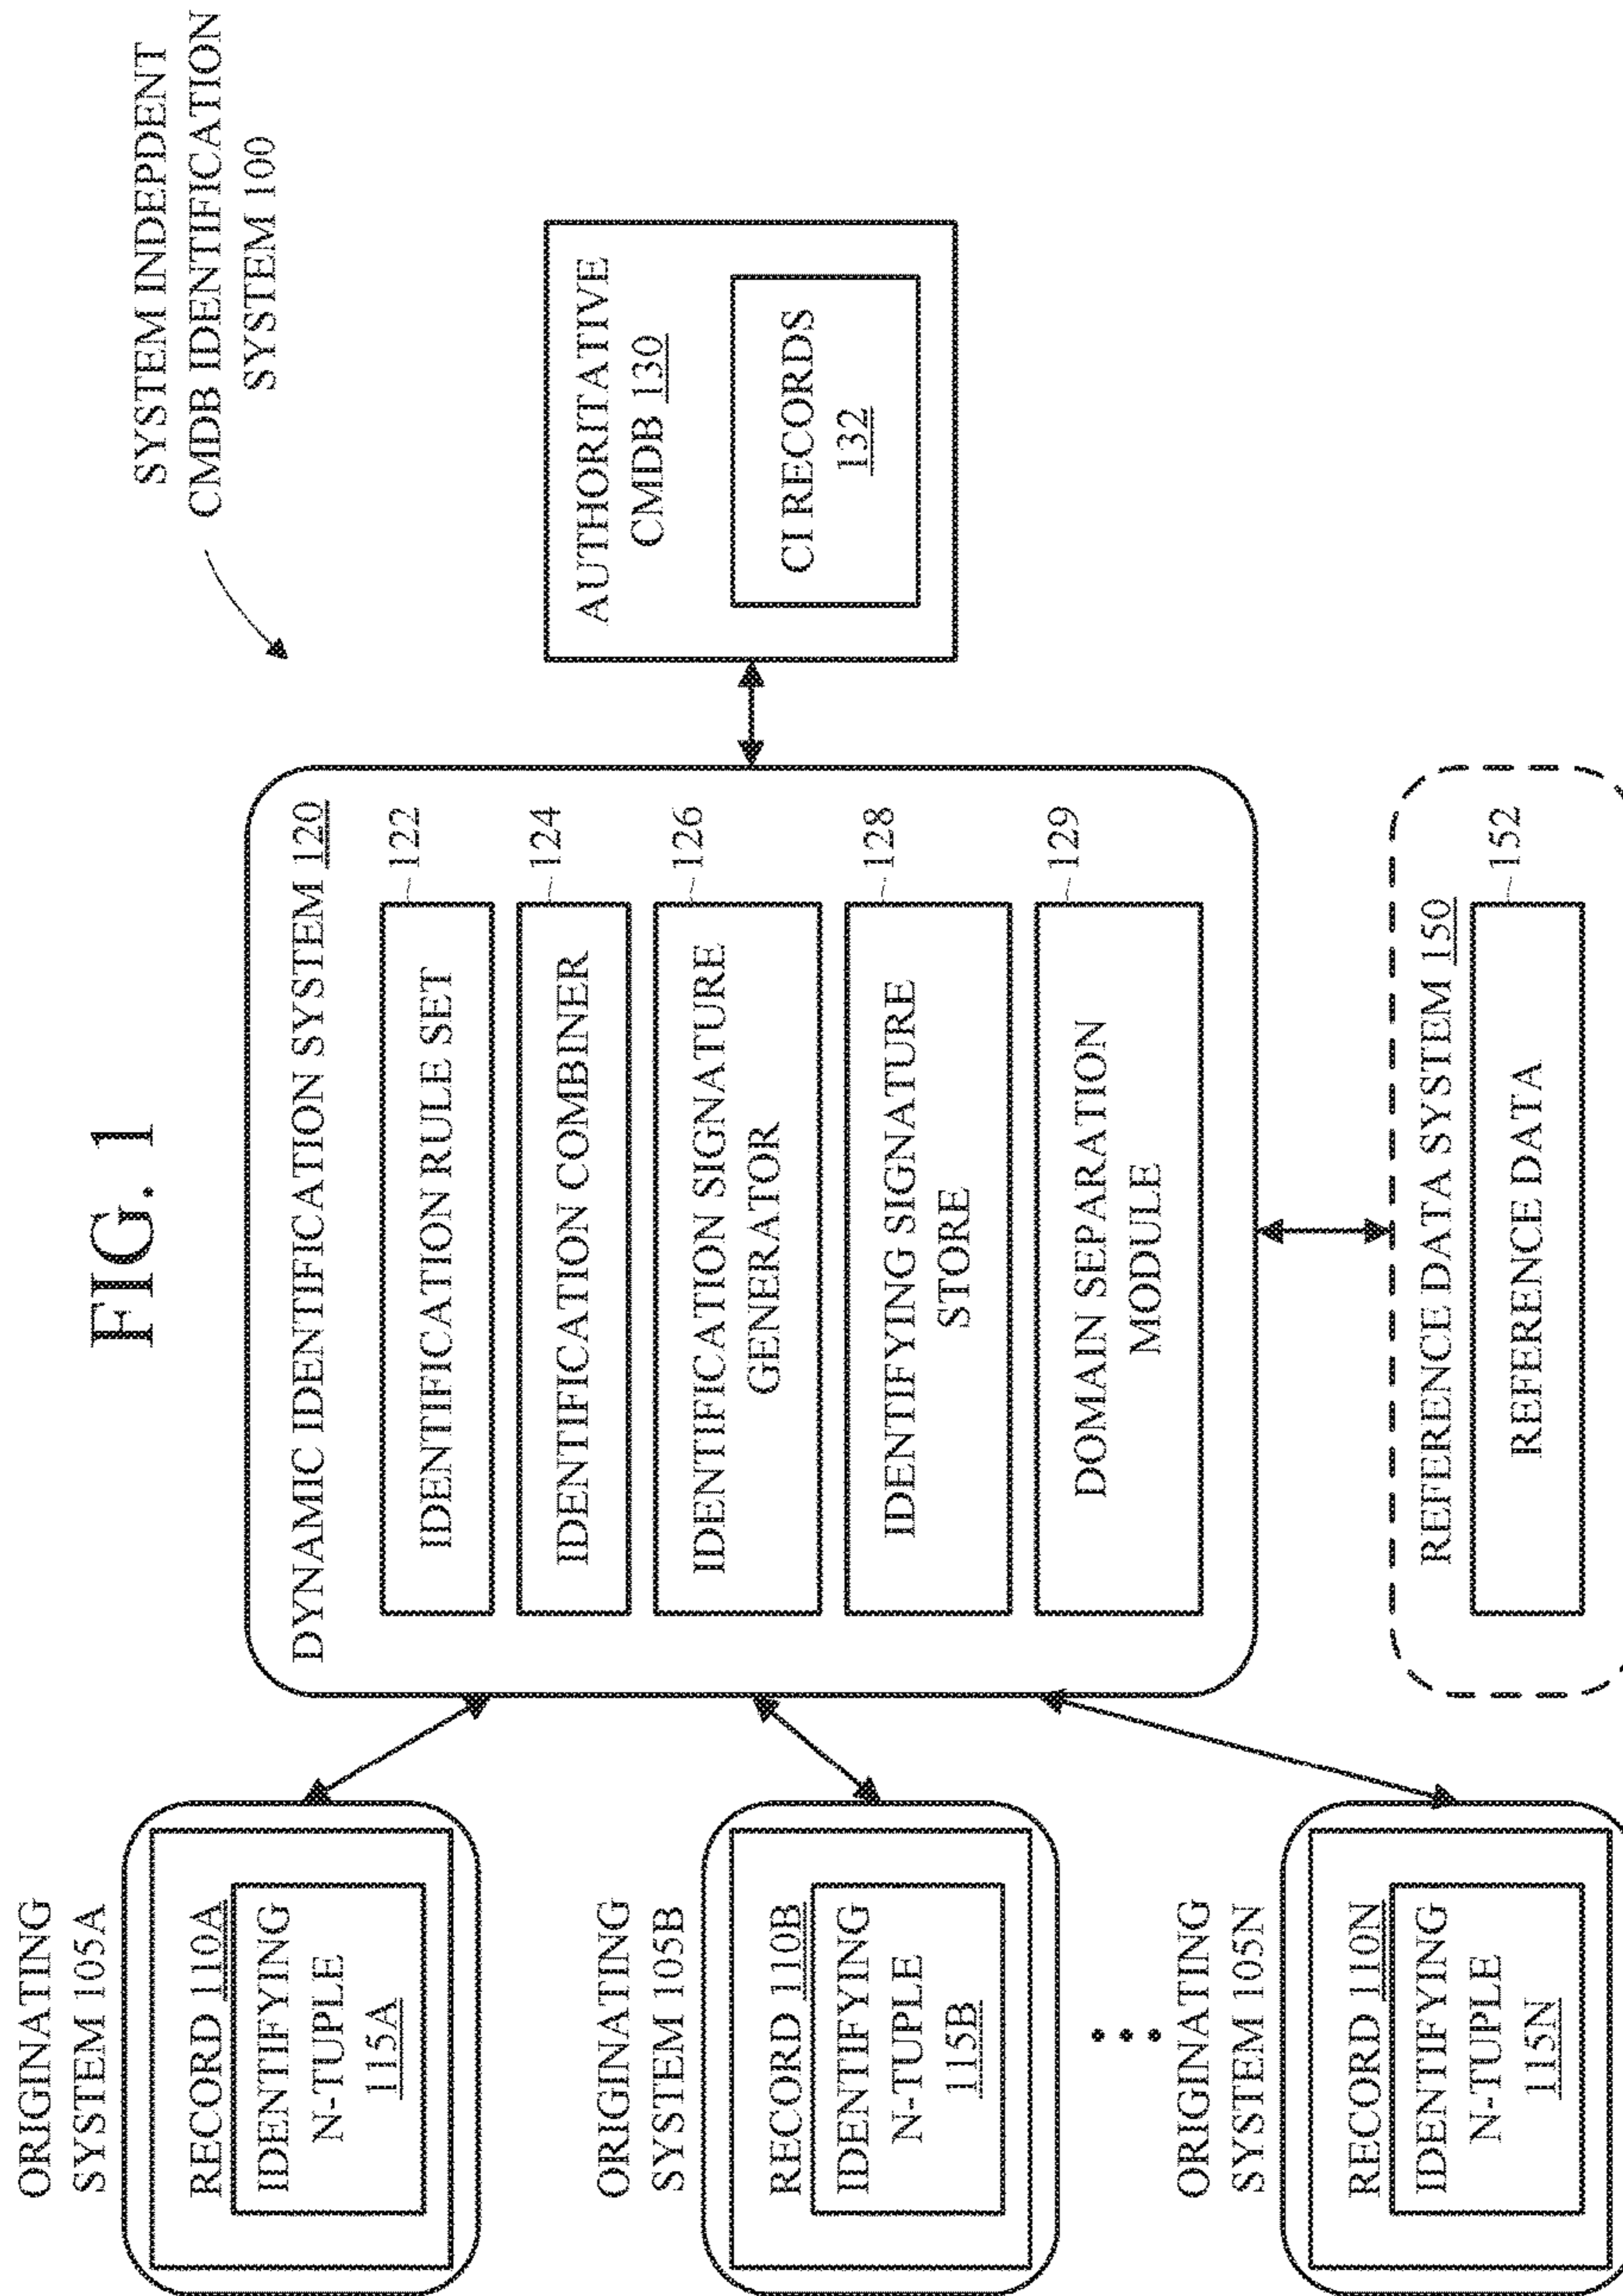 FIG. 1
SYSTEM INDEPDENT
CMDB IDENTIFICATION
SYSTEM 100
ORIGINATING
SYSTEM 105A
RECORD 110A
IDENTIFYING
N-TUPLE
115A
ORIGINATING
SYSTEM 105B
RECORD 110B
IDENTIFYING
N-TUPLE
115B
ORIGINATING
SYSTEM 105N
RECORD 110N
IDENTIFYING
N-TUPLE
115N
DYNAMIC IDENTIFICATION SYSTEM 120
IDENTIFICATION RULE SET
122
IDENTIFICATION COMBINER
124
IDENTIFICATION SIGNATURE
GENERATOR
126
IDENTIFYING SIGNATURE
STORE
128
DOMAIN SEPARATION
MODULE
129
AUTHORITATIVE
CMDB 130
CI RECORDS
132
REFERENCE DATA SYSTEM 150
REFERENCE DATA
152